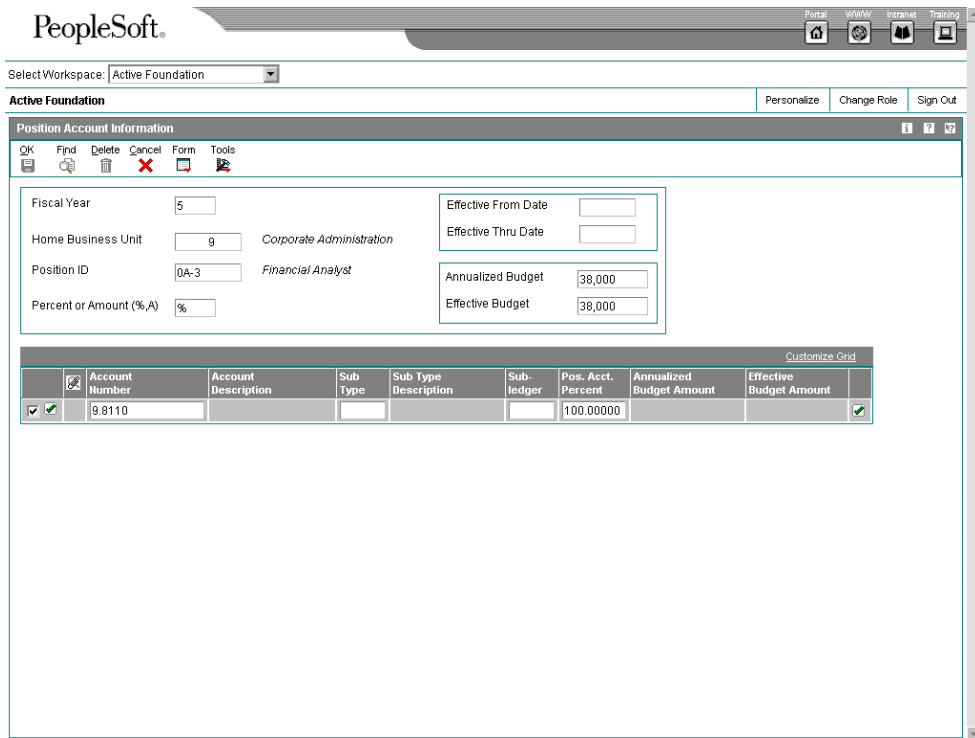 PeopleSoft.
Portal WWW Intranet Training
Select Workspace: Active Foundation
Active Foundation Personalize Change Role Sign Out
Position Account Information
OK Find Delete Cancel Form Tools
Fiscal Year 5
Home Business Unit 9 Corporate Administration
Position ID 0A-3 Financial Analyst
Percent or Amount (%,A) %
Effective From Date
Effective Thru Date
Annualized Budget 38,000
Effective Budget 38,000
Customize Grid
Account Number Account Description Sub Type Sub Type Description Sub-ledger Pos. Acct. Percent Annualized Budget Amount Effective Budget Amount
9.8110 100.00000